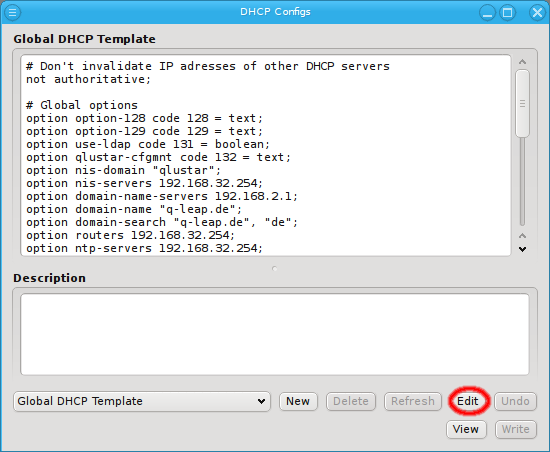 DHCP Configs
Global DHCP Template
# Don't invalidate IP adresses of other DHCP servers
not authoritative;
# Global options
option option-128 code 128 = text;
option option-129 code 129 = text;
option use-ldap code 131 = boolean;
option qlustar-cfgmnt code 132 = text;
option nis-domain "qlustar";
option nis-servers 192.168.32.254;
option domain-name-servers 192.168.2.1;
option domain-name "q-leap.de";
option domain-search "q-leap.de", "de";
option routers 192.168.32.254;
option ntp-servers 192.168.32.254;
Description
Global DHCP Template New Delete Refresh Edit Undo
View Write